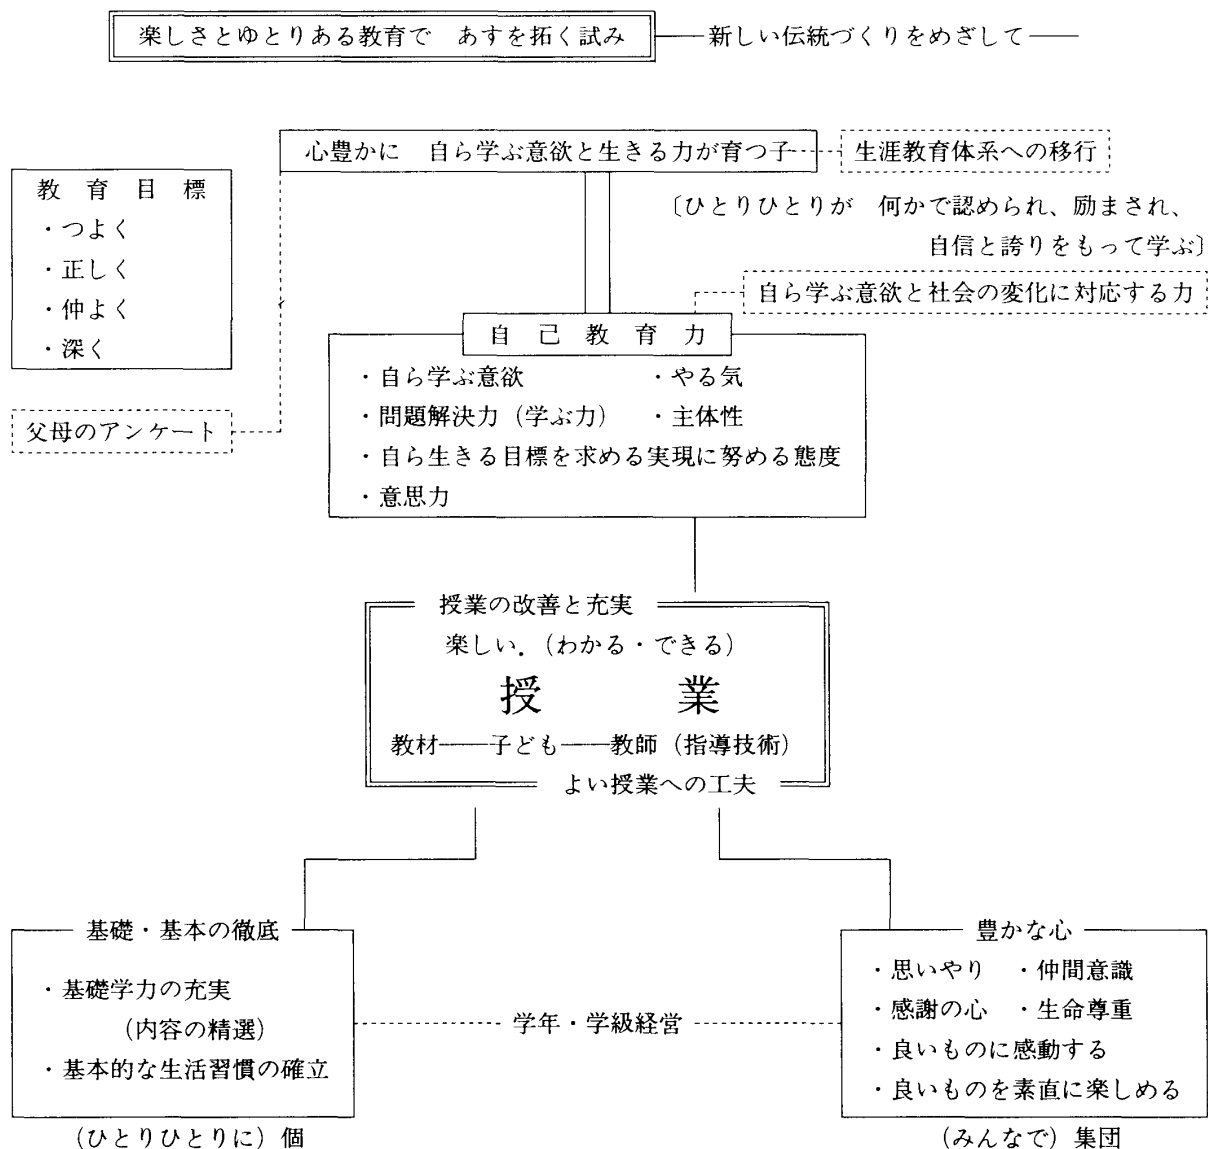 楽しさとゆとりある教育で　あすを拓く試み ── 新しい伝統づくりをめざして ──
心豊かに　自ら学ぶ意欲と生きる力が育つ子
生涯教育体系への移行
教育目標
・つよく
・正しく
・仲よく
・深く
〔ひとりひとりが　何かで認められ、励まされ、
自信と誇りをもって学ぶ〕
自ら学ぶ意欲と社会の変化に対応する力
父母のアンケート
自己教育力
・自ら学ぶ意欲　・やる気
・問題解決力（学ぶ力）　・主体性
・自ら生きる目標を求める実現に努める態度
・意思力
授業の改善と充実
楽しい．（わかる・できる）
授業
教材──子ども──教師（指導技術）
よい授業への工夫
基礎・基本の徹底
・基礎学力の充実
（内容の精選）
・基本的な生活習慣の確立
（ひとりひとりに）個
学年・学級経営
豊かな心
・思いやり　・仲間意識
・感謝の心　・生命尊重
・良いものに感動する
・良いものを素直に楽しめる
（みんなで）集団